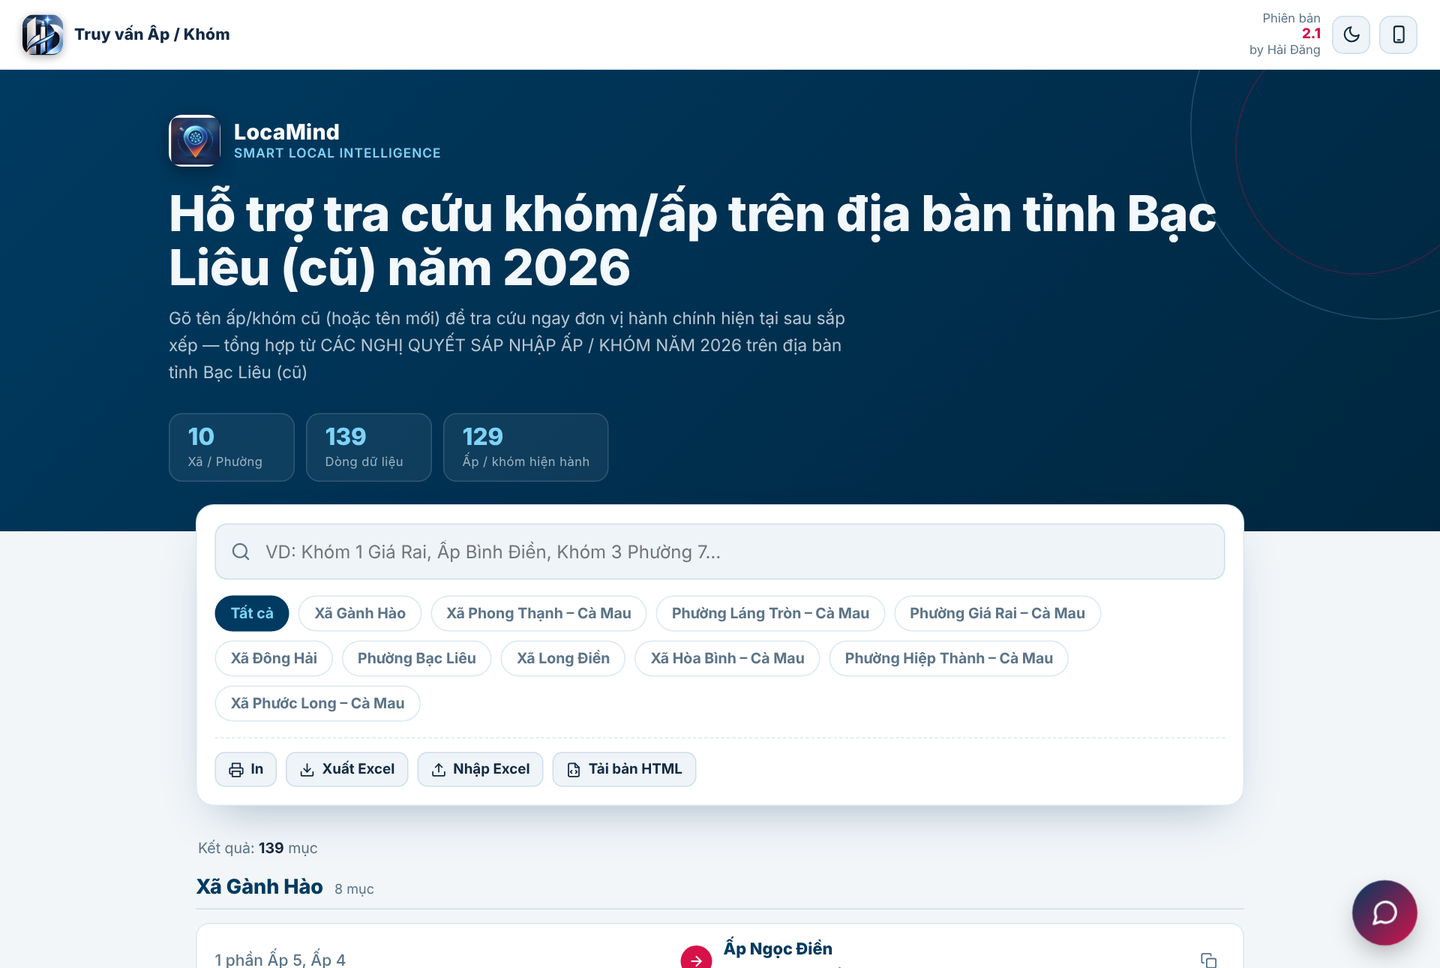 Truy vấn Ấp / Khóm
Phiên bản
2.1
by Hải Đăng
LocaMind
SMART LOCAL INTELLIGENCE
Hỗ trợ tra cứu khóm/ấp trên địa bàn tỉnh Bạc
Liêu (cũ) năm 2026
Gõ tên ấp/khóm cũ (hoặc tên mới) để tra cứu ngay đơn vị hành chính hiện tại sau sắp
xếp — tổng hợp từ CÁC NGHỊ QUYẾT SÁP NHẬP ẤP / KHÓM NĂM 2026 trên địa bàn
tỉnh Bạc Liêu (cũ)
10
Xã / Phường
139
Dòng dữ liệu
129
Ấp / khóm hiện hành
VD: Khóm 1 Giá Rai, Ấp Bình Điền, Khóm 3 Phường 7...
Tất cả
Xã Gành Hào
Xã Phong Thạnh – Cà Mau
Phường Láng Tròn – Cà Mau
Phường Giá Rai – Cà Mau
Xã Đông Hải
Phường Bạc Liêu
Xã Long Điền
Xã Hòa Bình – Cà Mau
Phường Hiệp Thành – Cà Mau
Xã Phước Long – Cà Mau
In
Xuất Excel
Nhập Excel
Tải bản HTML
Kết quả: 139 mục
Xã Gành Hào 8 mục
Ấp Ngọc Điền
1 phần Ấp 5, Ấp 4